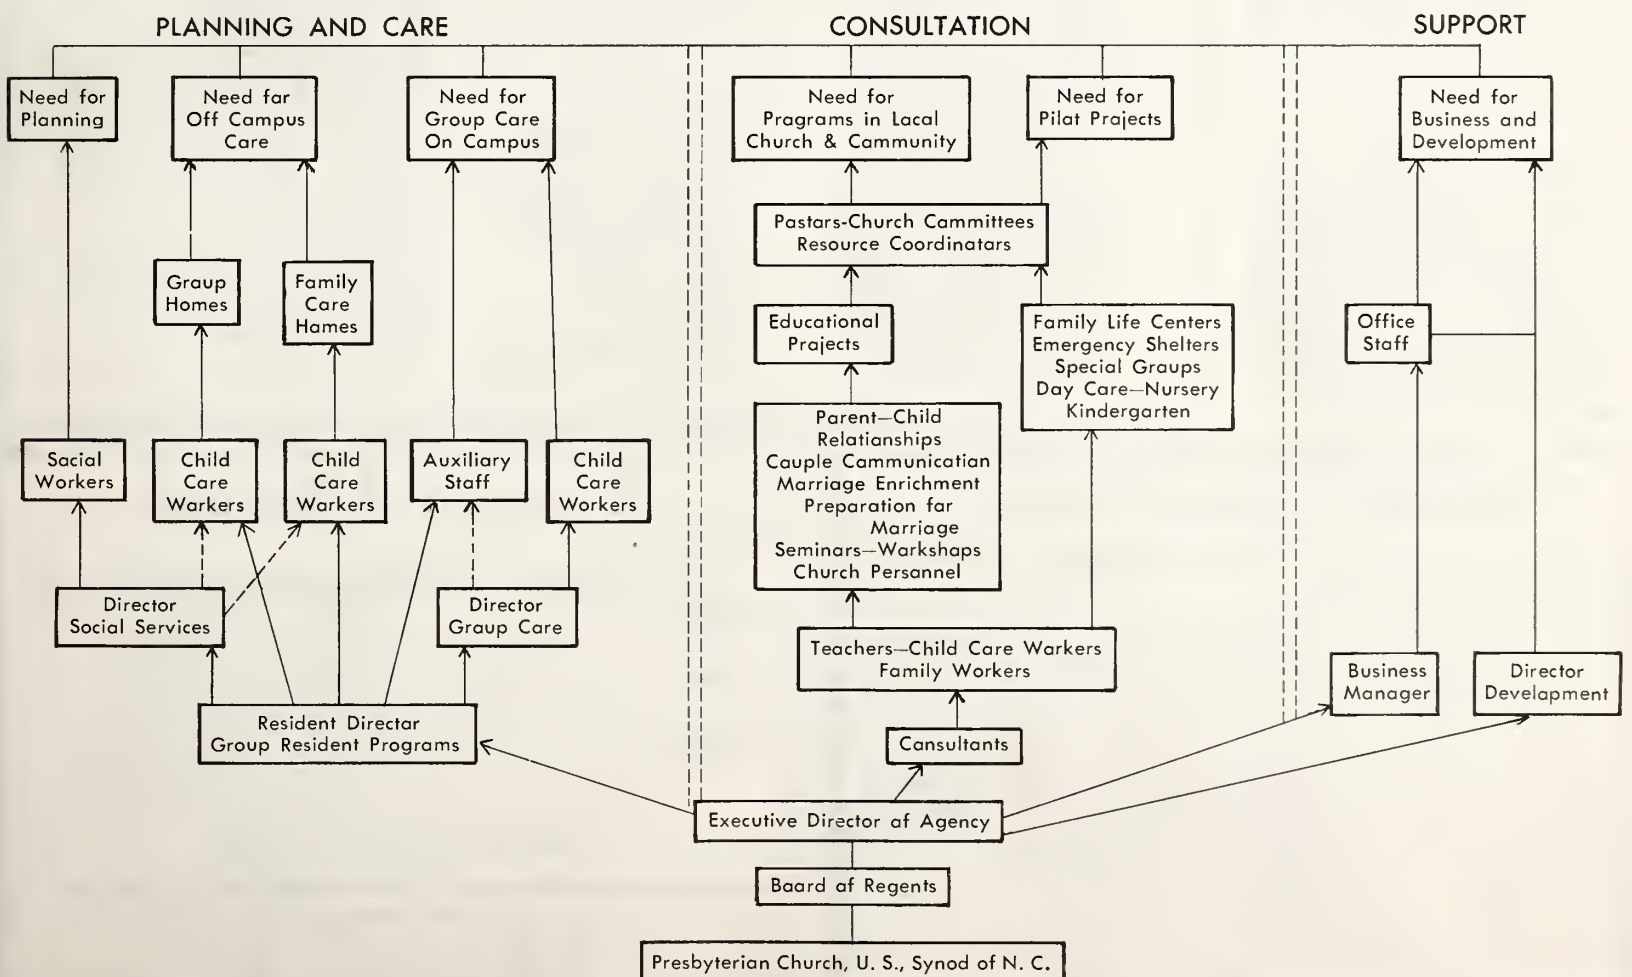 PLANNING AND CARE
CONSULTATION
SUPPORT
Need for
Planning
Need far
Off Campus
Care
Need for
Group Care
On Campus
Need for
Pragrams in Lacal
Church & Cammunity
Need for
Pilat Projects
Need for
Business and
Development
Pastars-Church Cammittees
Resource Coordinatars
Graup
Homes
Family
Care
Hames
Educational
Projects
Family Life Centers
Emergency Shelters
Special Graups
Day Care—Nursery
Kindergarten
Office
Staff
Parent—Child
Relationships
Cauple Cammunication
Marriage Enrichment
Preparation far
Marriage
Seminars—Warkshaps
Church Persannel
Sacial
Workers
Child
Care
Warkers
Child
Care
Warkers
Auxiliary
Staff
Child
Care
Workers
Director
Social Services
Director
Graup Care
Teachers—Child Care Warkers
Family Workers
Business
Manager
Director
Develapment
Resident Directar
Group Resident Programs
Cansultants
Executive Director af Agency
Baard af Regents
Presbyterian Church, U. S., Synod of N. C.